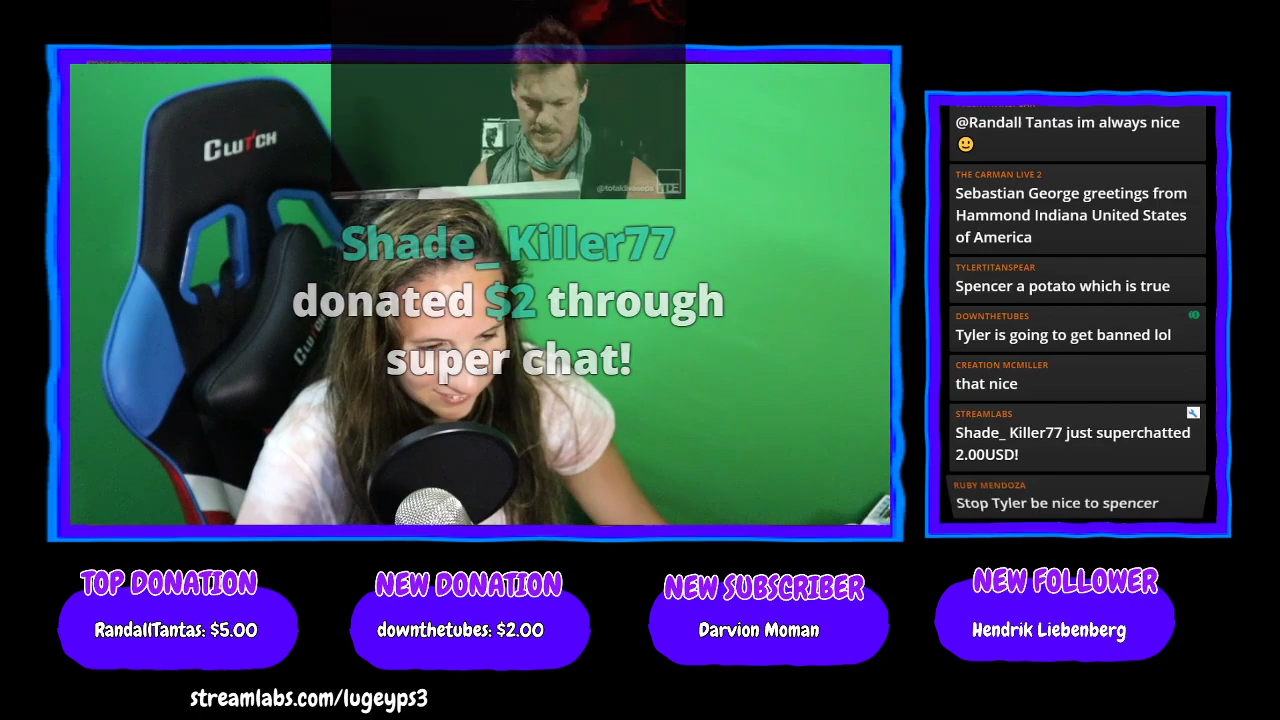 CLUTCH
CLUTCH
@totaldivaseps
TDE
Shade_ Killer77
donated $2 through
super chat!
@Randall Tantas im always nice
THE CARMAN LIVE 2
Sebastian George greetings from
Hammond Indiana United States
of America
TYLERTITANSPEAR
Spencer a potato which is true
DOWNTHETUBES
Tyler is going to get banned lol
CREATION MCMILLER
that nice
STREAMLABS
Shade_ Killer77 just superchatted
2.00USD!
RUBY MENDOZA
Stop Tyler be nice to spencer
TOP DONATION
RandallTantas: $5.00
NEW DONATION
downthetubes: $2.00
NEW SUBSCRIBER
Darvion Moman
NEW FOLLOWER
Hendrik Liebenberg
streamlabs.com/lugeyps3